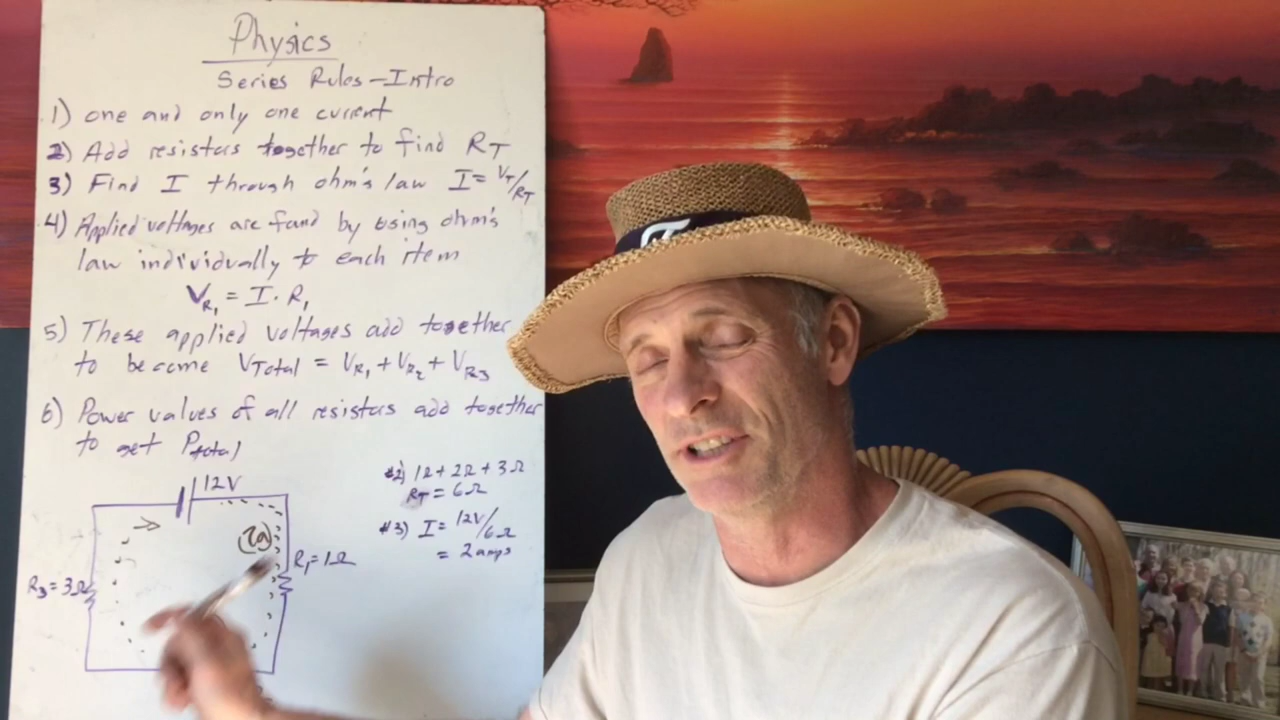 Physics
Series Rules - Intro
1) one and only one current
2) Add resistors together to find RT
3) Find I through ohm's law I = VT/RT
4) Applied voltages are found by using ohm's
law individually to each item
VR1 = I · R1
5) These applied voltages add together
to become VTotal = VR1 + VR2 + VR3
6) Power values of all resistors add together
to get Ptotal
12V
R1=1Ω
R3=3Ω
2a
#2) 1Ω + 2Ω + 3Ω
RT = 6Ω
#3) I = 12V/6Ω
= 2 amps